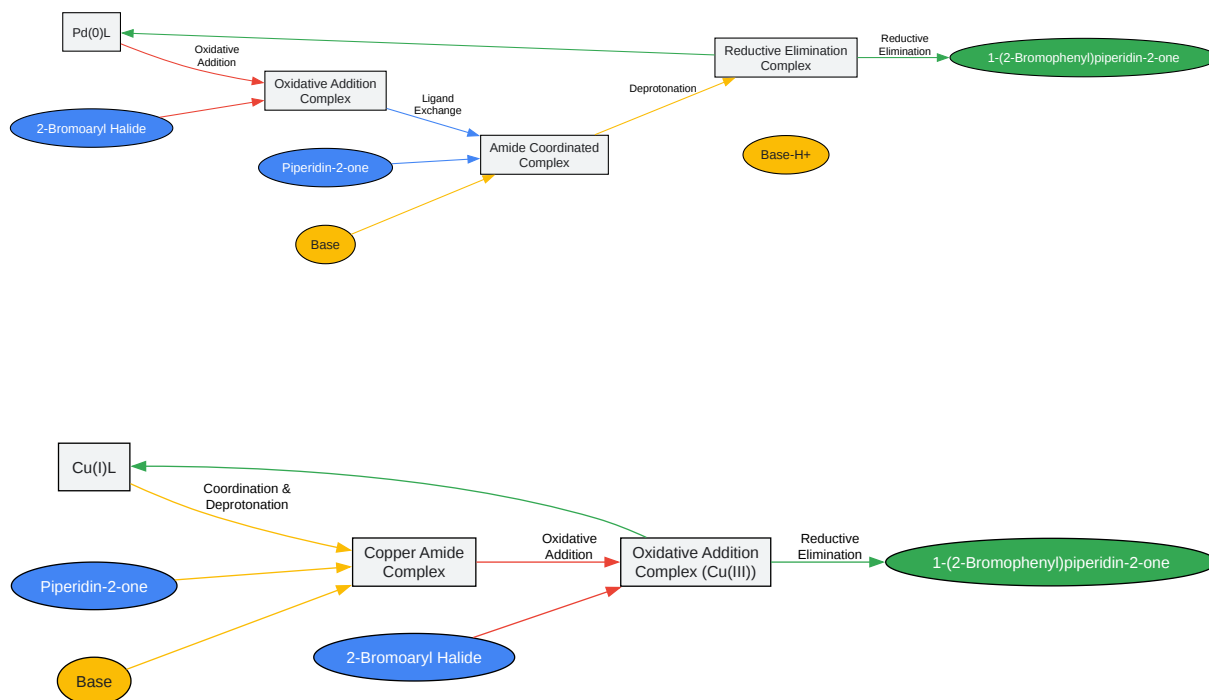 Pd(0)L
Oxidative
Addition
2-Bromoaryl Halide
Oxidative Addition
Complex
Ligand
Exchange
Piperidin-2-one
Base
Amide Coordinated
Complex
Deprotonation
Reductive Elimination
Complex
Reductive
Elimination
1-(2-Bromophenyl)piperidin-2-one
Base-H+
Cu(I)L
Coordination &
Deprotonation
Piperidin-2-one
Base
Copper Amide
Complex
Oxidative
Addition
2-Bromoaryl Halide
Oxidative Addition
Complex (Cu(III))
Reductive
Elimination
1-(2-Bromophenyl)piperidin-2-one